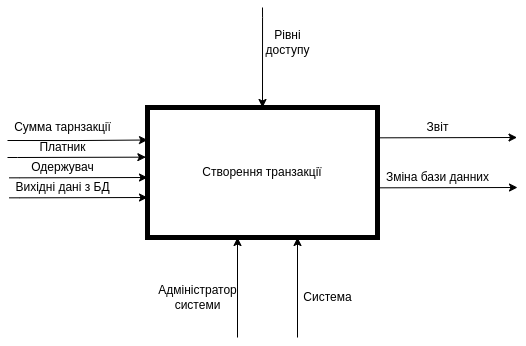 Рівні
доступу
Сумма тарнзакції
Платник
Одержувач
Вихідні дані з БД
Створення транзакції
Звіт
Зміна бази данних
Адміністратор
системи
Система